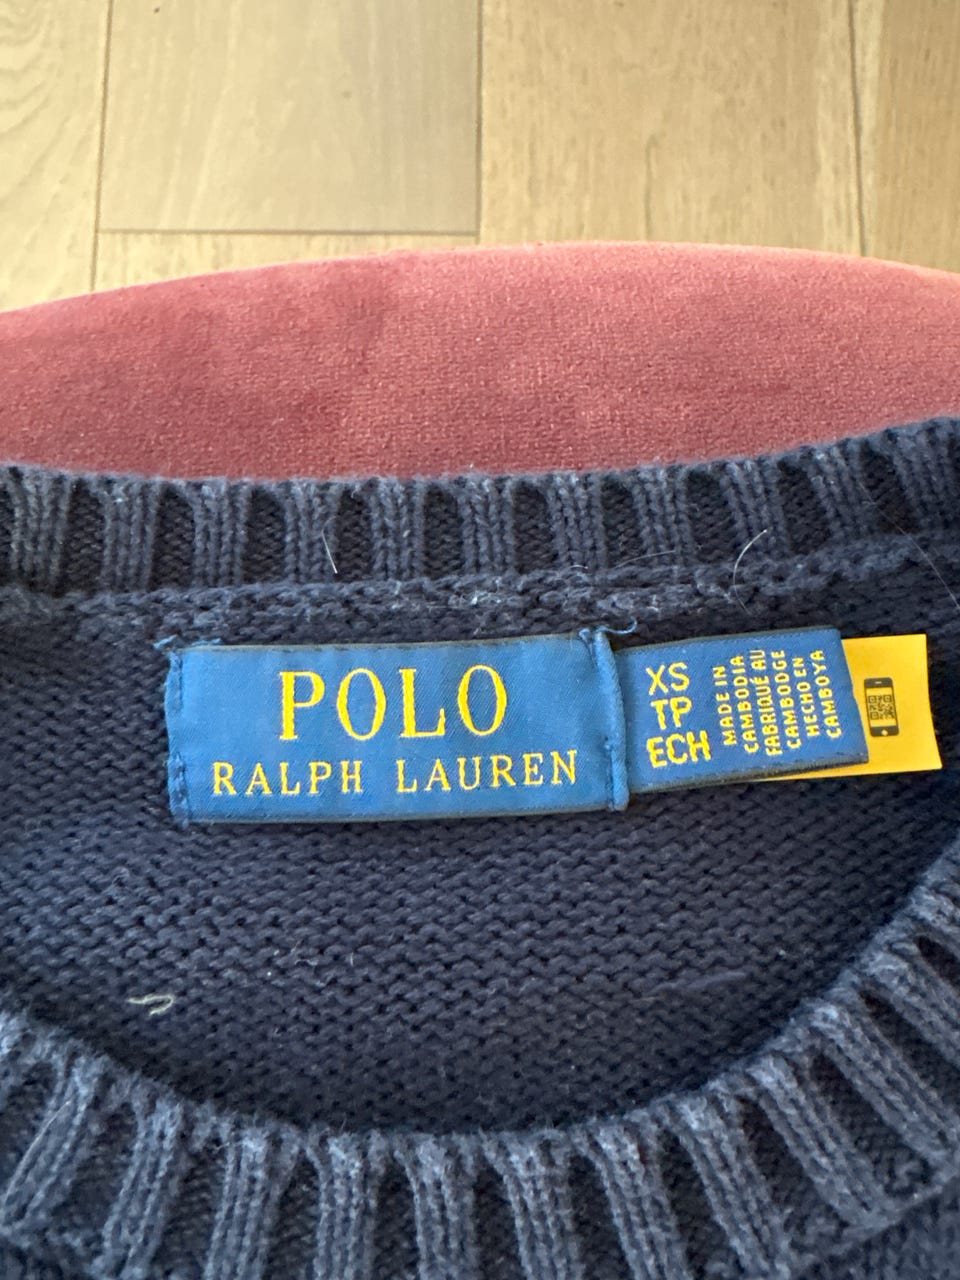 POLO
RALPH LAUREN
XS
TP
ECH
MADE IN
CAMBODIA
FABRIQUÉ AU
CAMBODGE
HECHO EN
CAMBOYA